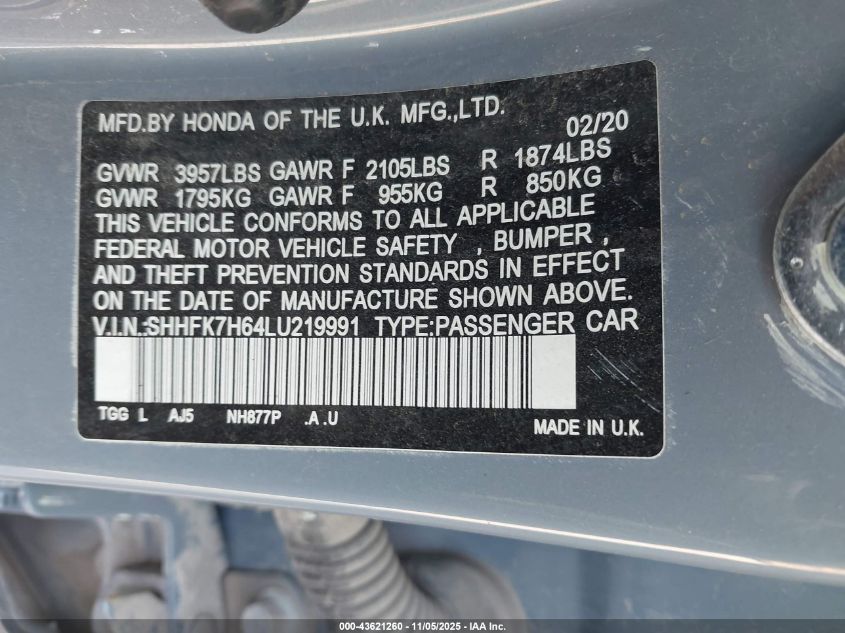 MFD.BY HONDA OF THE U.K. MFG.,LTD. 02/20
GVWR 3957LBS GAWR F 2105LBS R 1874LBS
GVWR 1795KG GAWR F 955KG R 850KG
THIS VEHICLE CONFORMS TO ALL APPLICABLE
FEDERAL MOTOR VEHICLE SAFETY , BUMPER ,
AND THEFT PREVENTION STANDARDS IN EFFECT
ON THE DATE OF MANUFACTURE SHOWN ABOVE.
V.I.N.:SHHFK7H64LU219991 TYPE:PASSENGER CAR
TGG L AJ5 NH877P .A .U
MADE IN U.K.
000-43621260 - 11/05/2025 - IAA Inc.